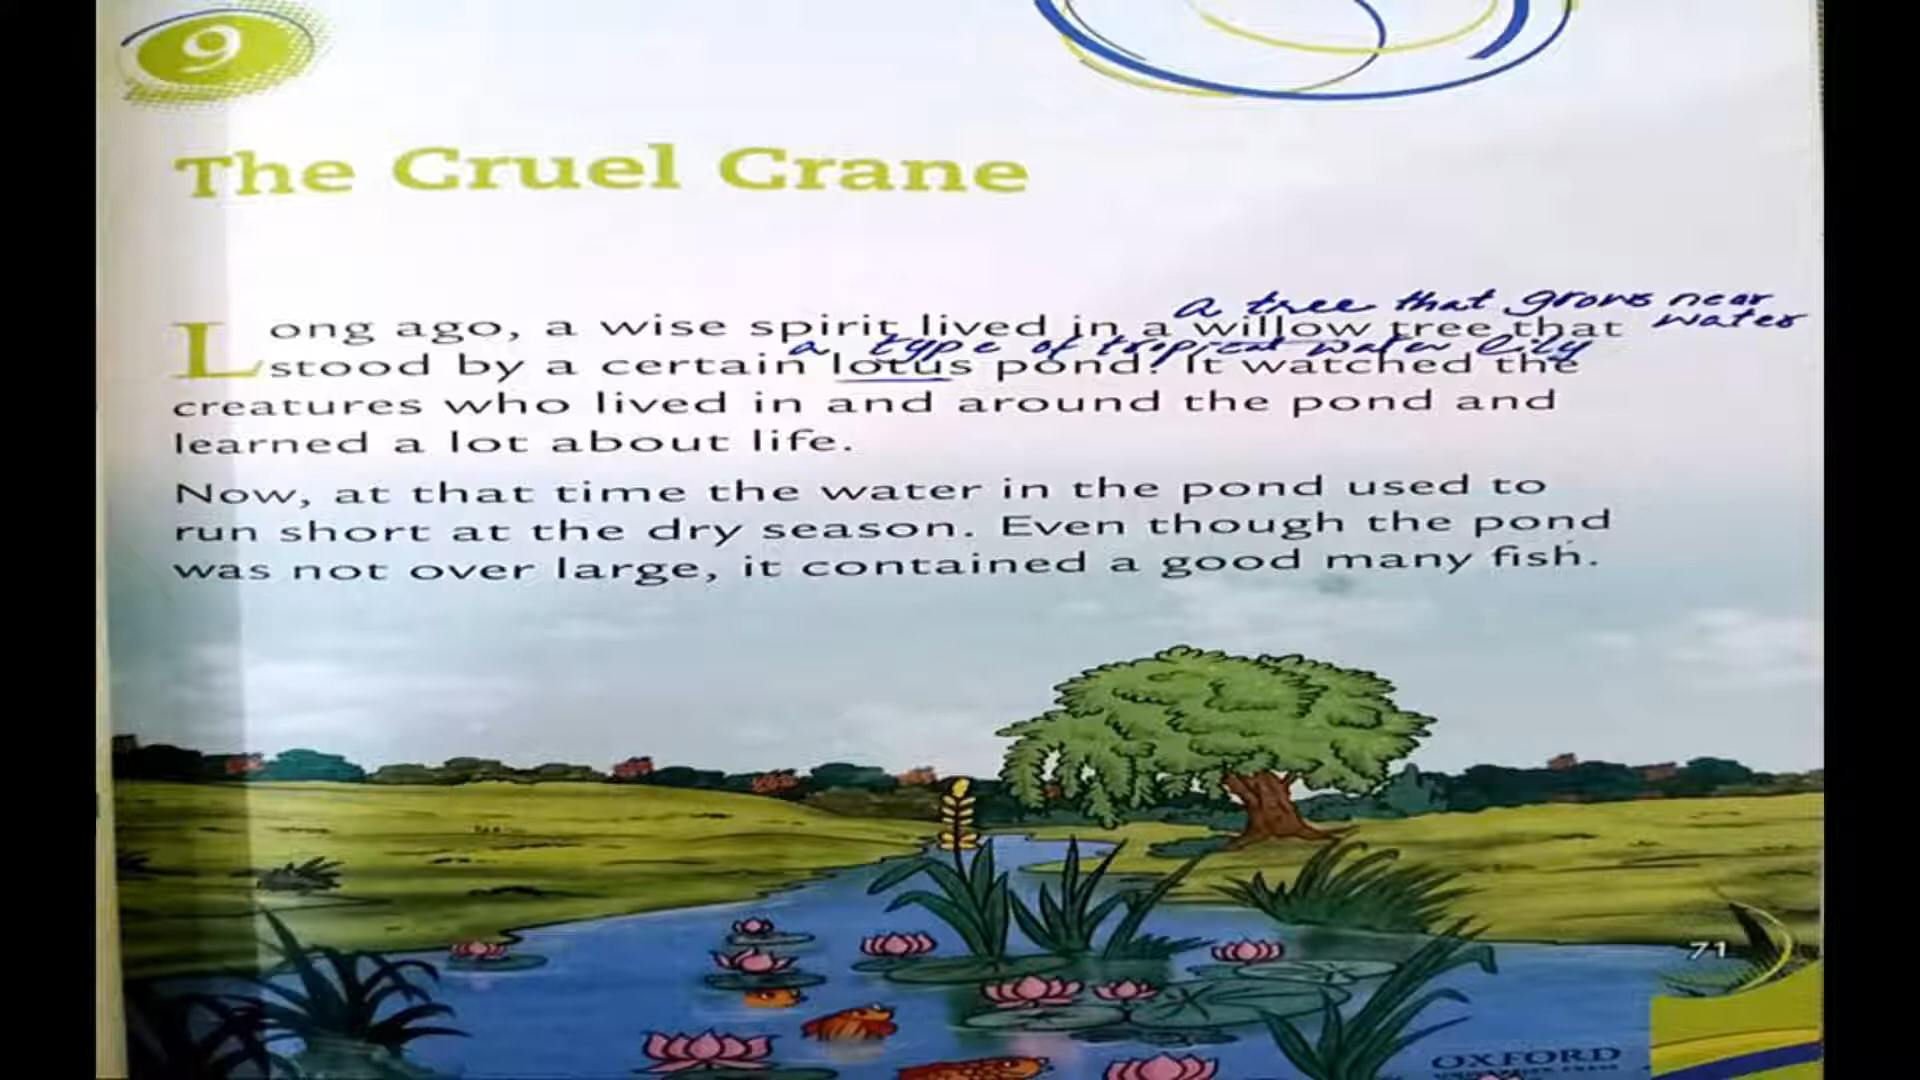 9
The Cruel Crane
a tree that grows near
water
Long ago, a wise spirit lived in a willow tree that
a type of tropical water lily
stood by a certain lotus pond. It watched the
creatures who lived in and around the pond and
learned a lot about life.
Now, at that time the water in the pond used to
run short at the dry season. Even though the pond
was not over large, it contained a good many fish.
71
OXFORD
UNIVERSITY PRESS